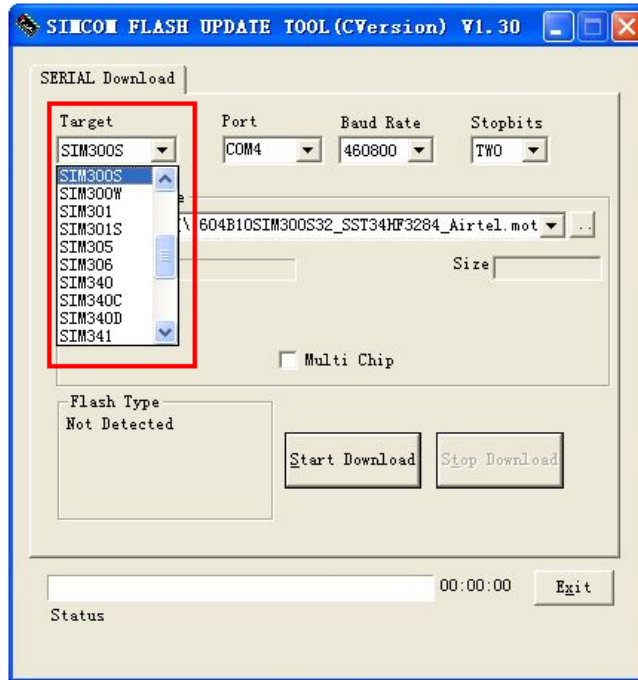 SIMCOM FLASH UPDATE TOOL(CVersion) V1.30
SERIAL Download
Target Port Baud Rate Stopbits
SIM300S COM4 460800 TWO
SIM300S
SIM300W
SIM301
SIM301S
SIM305
SIM306
SIM340
SIM340C
SIM340D
SIM341
e
\604B10SIM300S32_SST34HF3284_Airtel.mot ..
Size
Multi Chip
Flash Type
Not Detected
Start Download Stop Download
00:00:00 Exit
Status